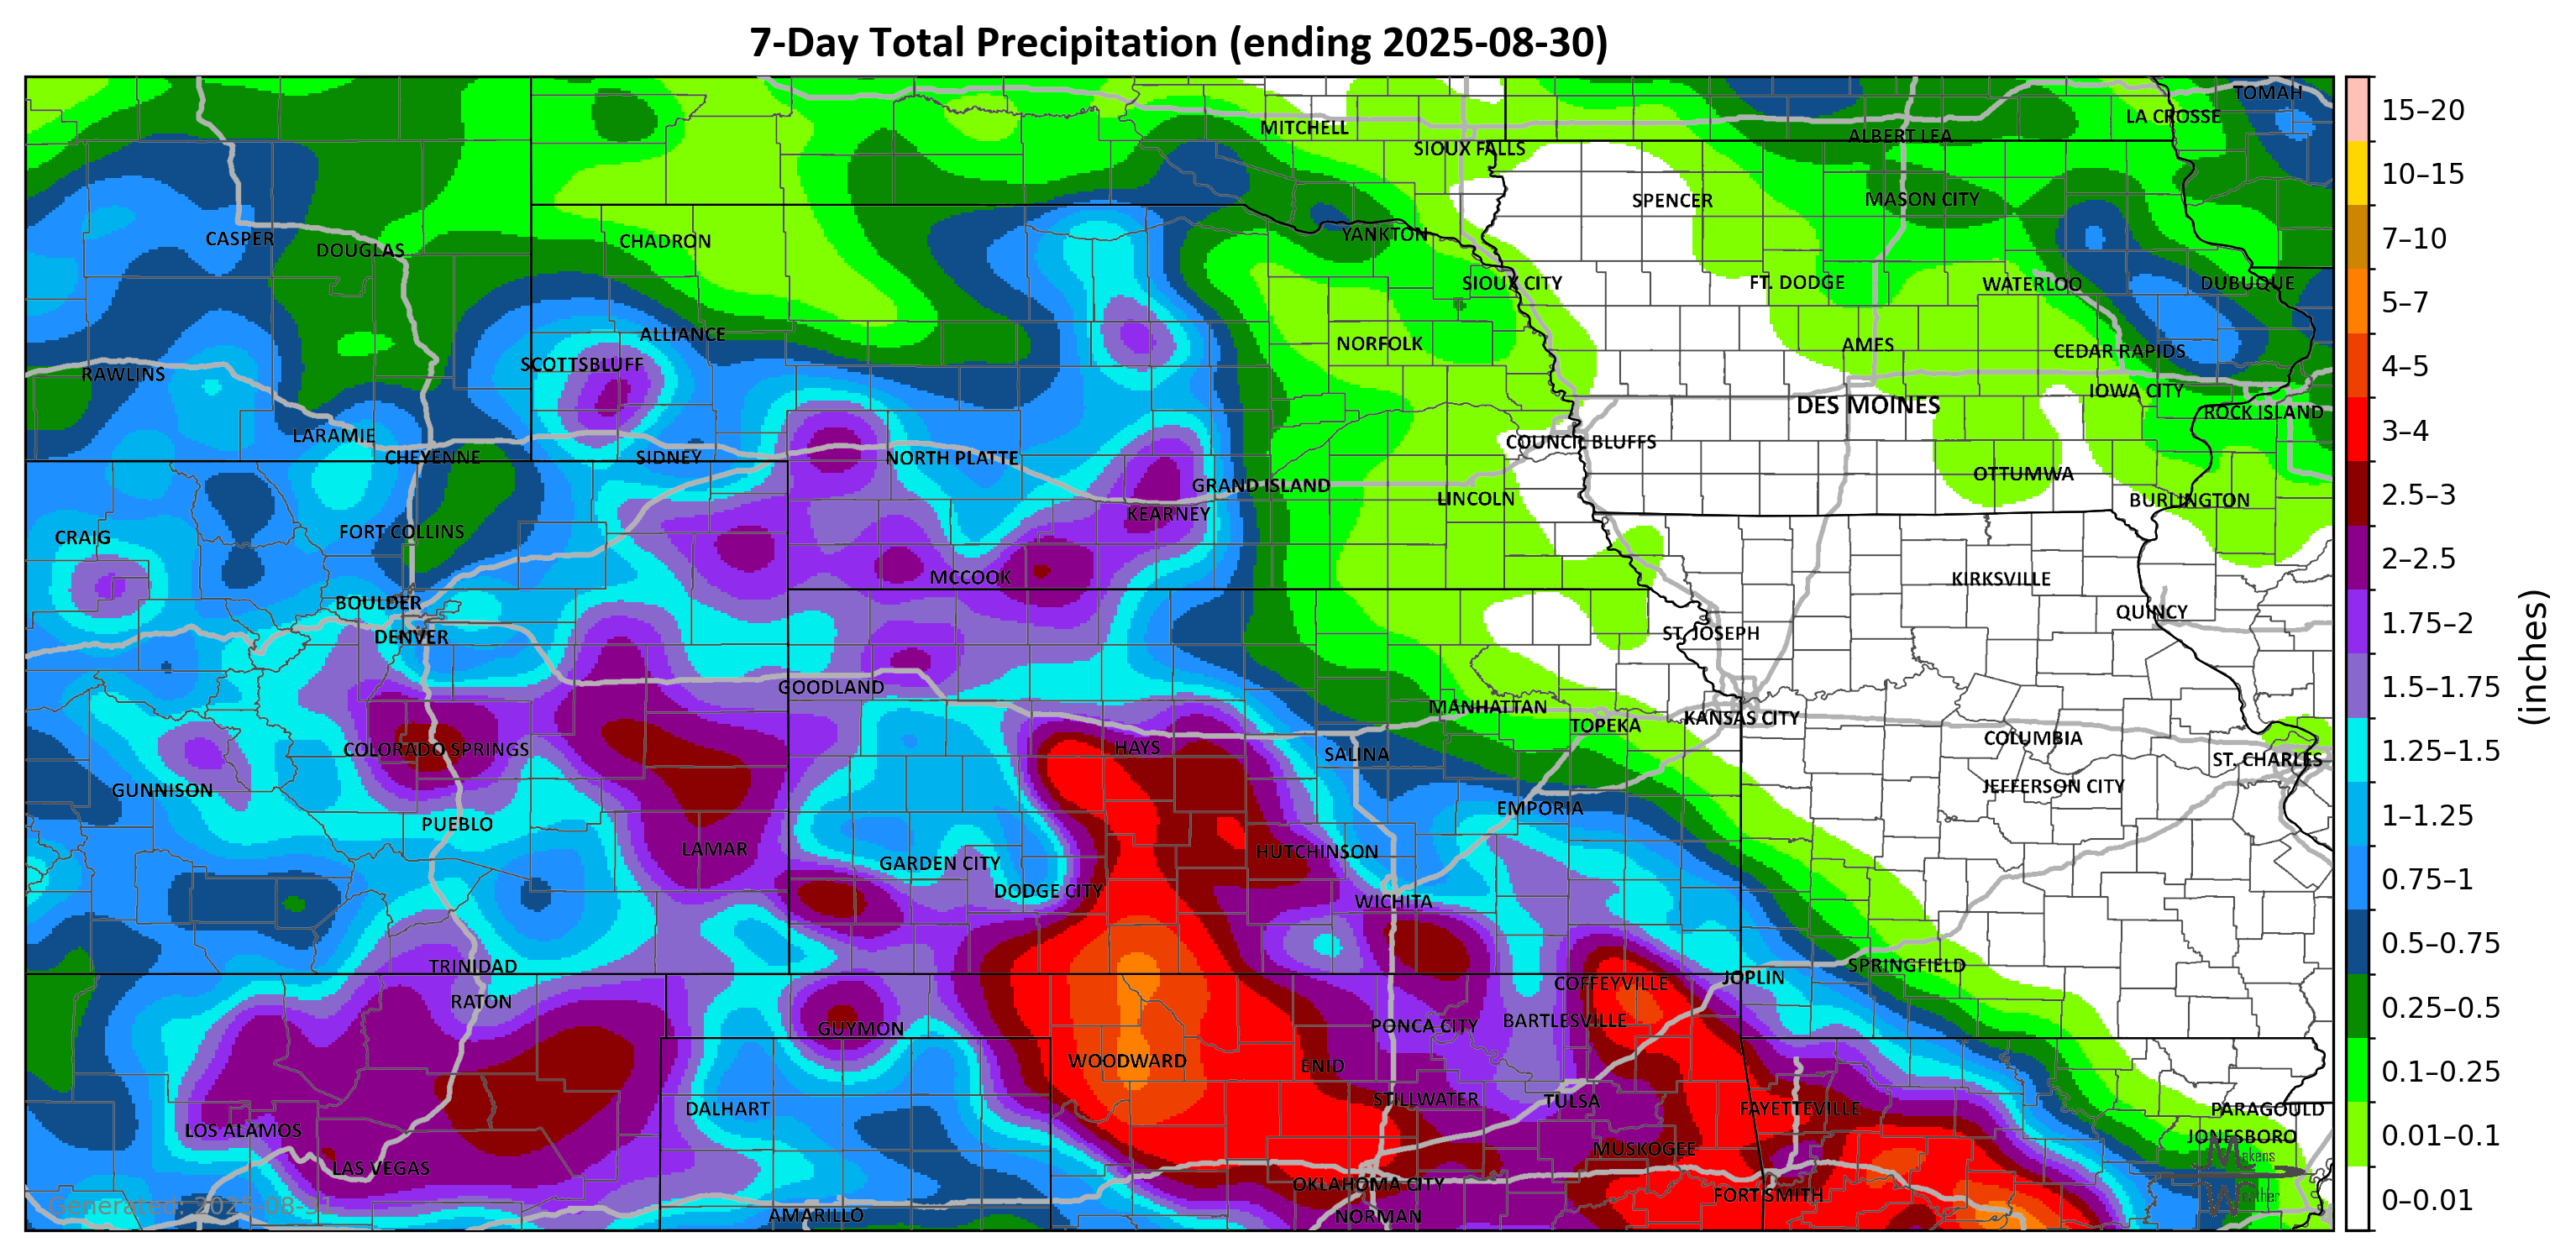 7-Day Total Precipitation (ending 2025-08-30)
TOMAH
LA CROSSE
MITCHELL
ALBERT LEA
SIOUX FALLS
SPENCER
MASON CITY
YANKTON
CASPER
CHADRON
DOUGLAS
SIOUX CITY
FT. DODGE
WATERLOO
DUBUQUE
ALLIANCE
NORFOLK
AMES
CEDAR RAPIDS
SCOTTSBLUFF
RAWLINS
IOWA CITY
DES MOINES
ROCK ISLAND
LARAMIE
COUNCIL BLUFFS
CHEYENNE
SIDNEY
NORTH PLATTE
OTTUMWA
GRAND ISLAND
LINCOLN
BURLINGTON
KEARNEY
FORT COLLINS
CRAIG
MCCOOK
KIRKSVILLE
BOULDER
QUINCY
DENVER
ST. JOSEPH
GOODLAND
MANHATTAN
KANSAS CITY
TOPEKA
COLUMBIA
HAYS
COLORADO SPRINGS
SALINA
ST. CHARLES
GUNNISON
JEFFERSON CITY
EMPORIA
PUEBLO
LAMAR
HUTCHINSON
GARDEN CITY
DODGE CITY
WICHITA
TRINIDAD
SPRINGFIELD
JOPLIN
COFFEYVILLE
RATON
GUYMON
PONCA CITY
BARTLESVILLE
WOODWARD
ENID
STILLWATER
TULSA
DALHART
FAYETTEVILLE
PARAGOULD
LOS ALAMOS
JONESBORO
MUSKOGEE
LAS VEGAS
OKLAHOMA CITY
FORT SMITH
AMARILLO
NORMAN
Generated: 2025-08-31
Mekens
Weather
15–20
10–15
7–10
5–7
4–5
3–4
2.5–3
2–2.5
1.75–2
1.5–1.75
1.25–1.5
1–1.25
0.75–1
0.5–0.75
0.25–0.5
0.1–0.25
0.01–0.1
0–0.01
(inches)